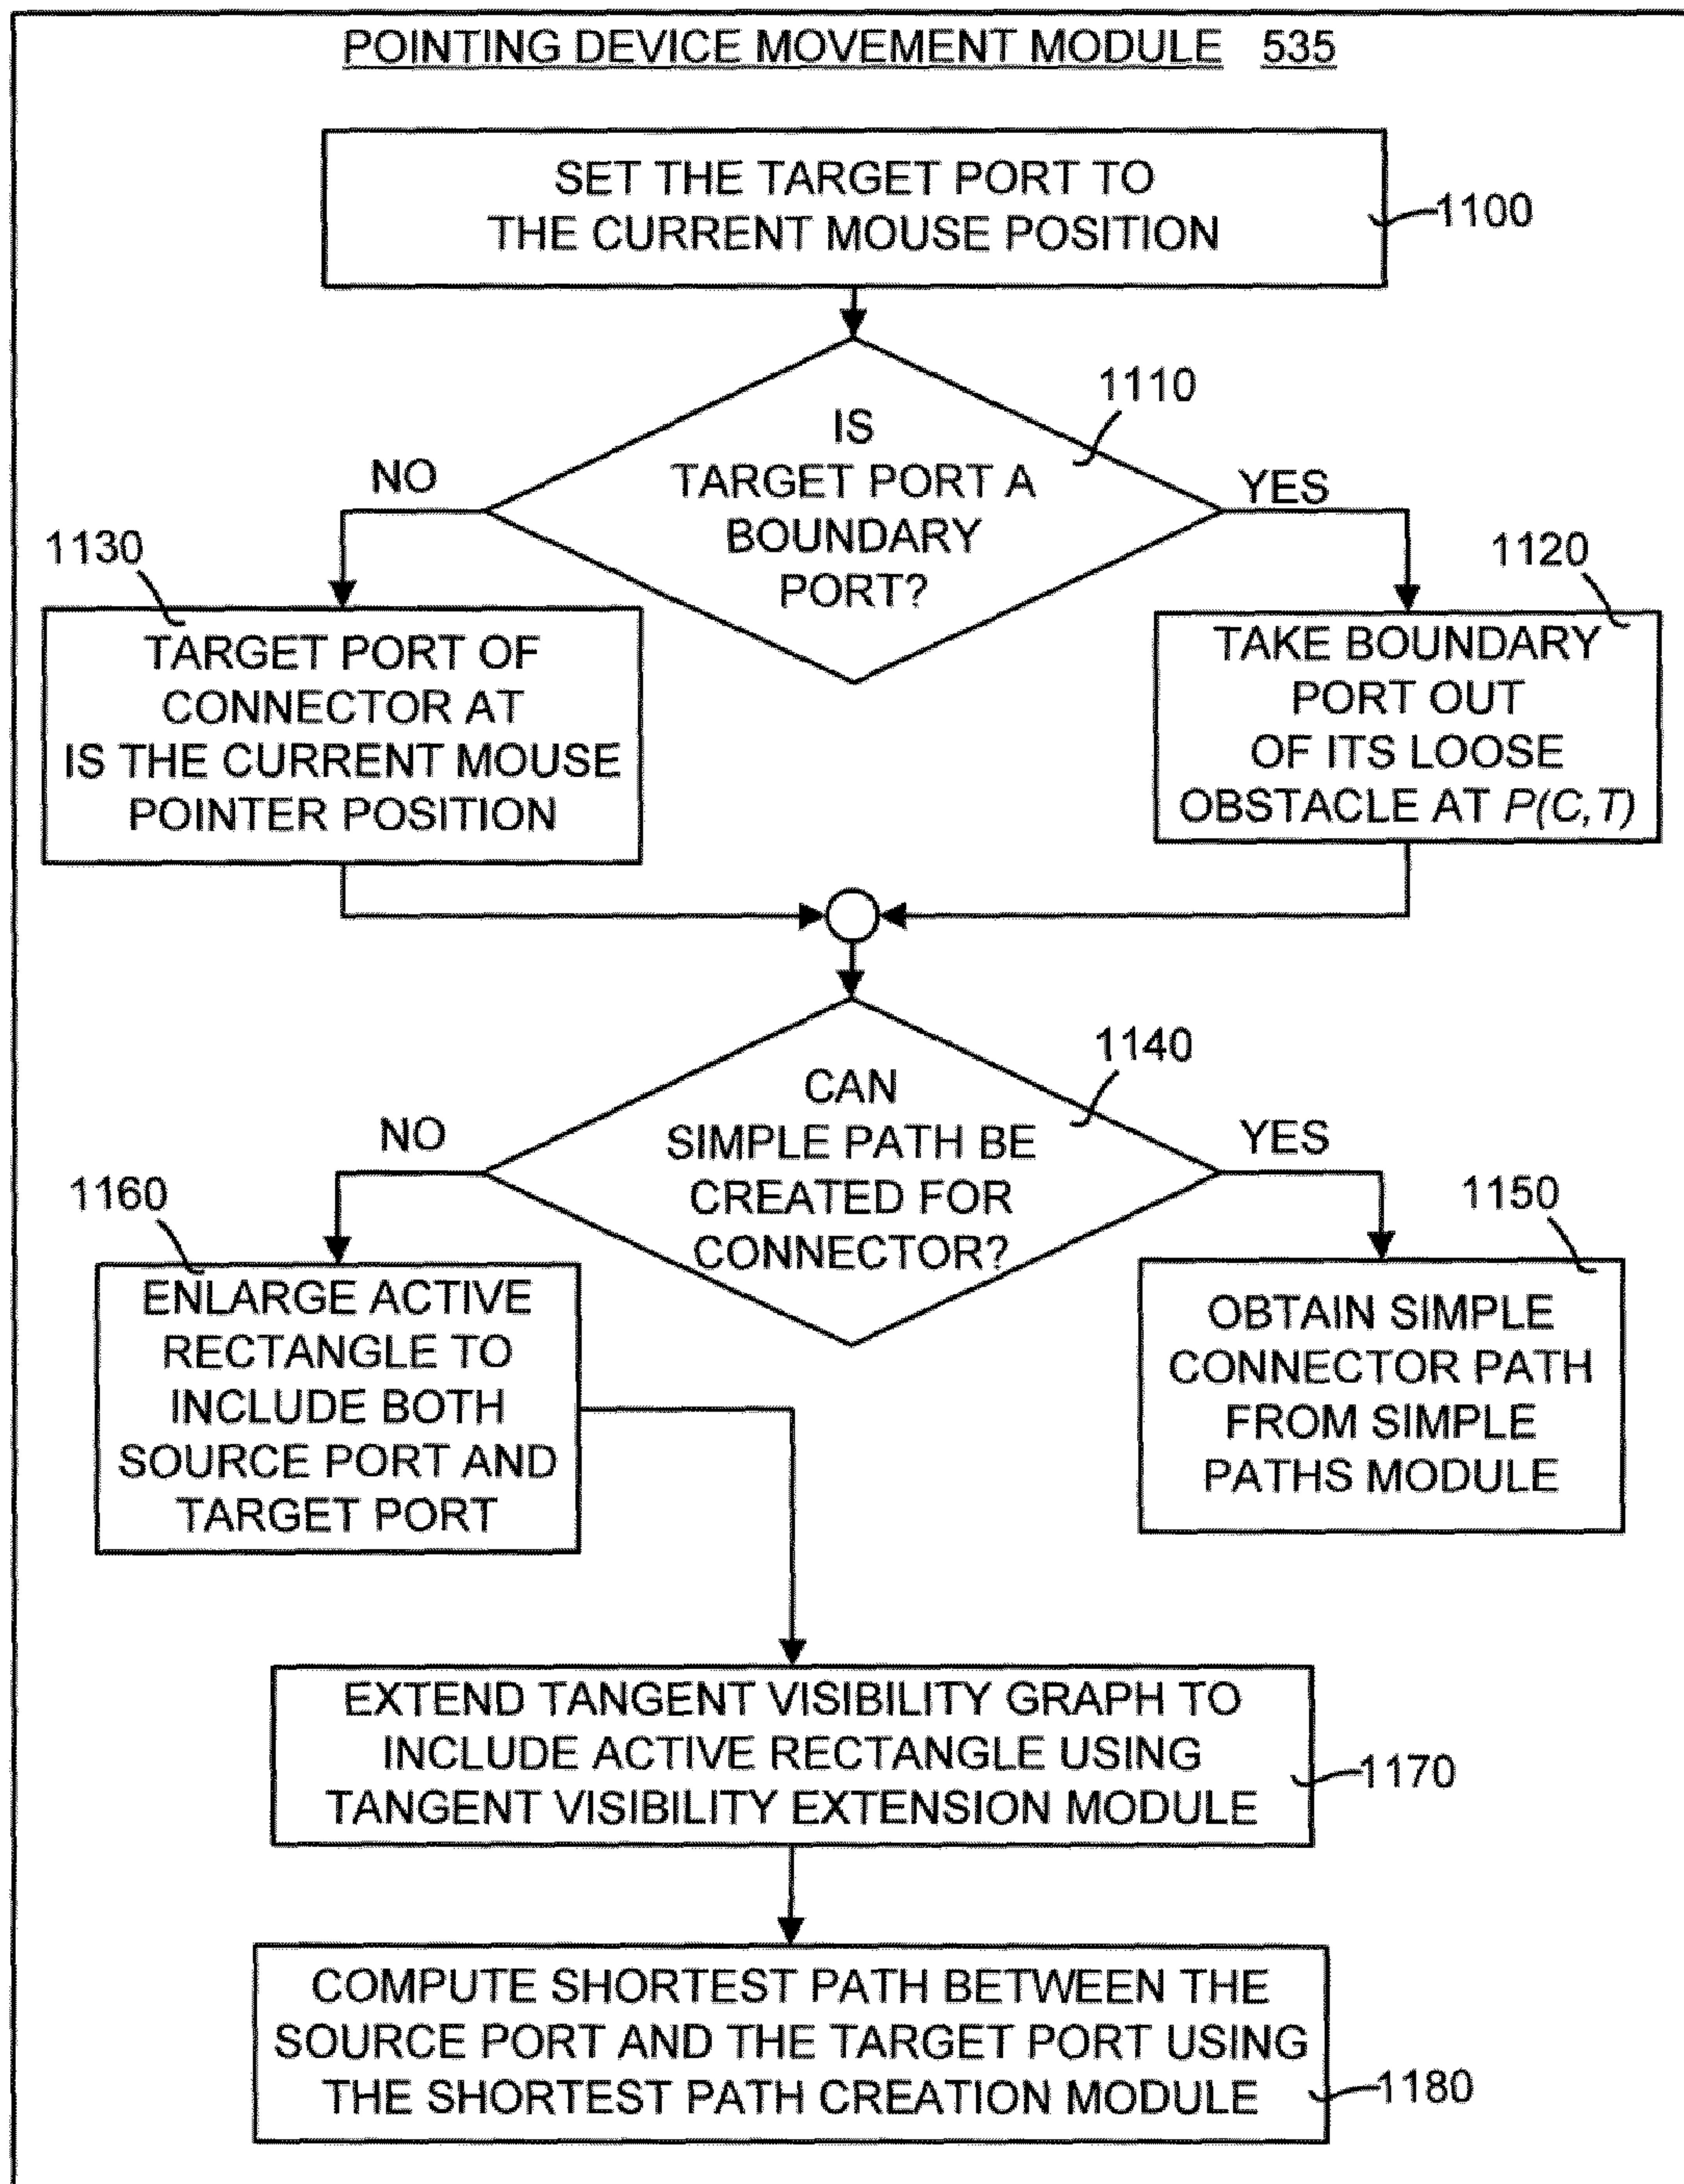 POINTING DEVICE MOVEMENT MODULE 535
SET THE TARGET PORT TO
THE CURRENT MOUSE POSITION
1100
1110
IS
TARGET PORT A
BOUNDARY
PORT?
NO
YES
1130
TARGET PORT OF
CONNECTOR AT
IS THE CURRENT MOUSE
POINTER POSITION
1120
TAKE BOUNDARY
PORT OUT
OF ITS LOOSE
OBSTACLE AT P(C,T)
1140
CAN
SIMPLE PATH BE
CREATED FOR
CONNECTOR?
NO
YES
1160
ENLARGE ACTIVE
RECTANGLE TO
INCLUDE BOTH
SOURCE PORT AND
TARGET PORT
1150
OBTAIN SIMPLE
CONNECTOR PATH
FROM SIMPLE
PATHS MODULE
EXTEND TANGENT VISIBILITY GRAPH TO
INCLUDE ACTIVE RECTANGLE USING
TANGENT VISIBILITY EXTENSION MODULE
1170
COMPUTE SHORTEST PATH BETWEEN THE
SOURCE PORT AND THE TARGET PORT USING
THE SHORTEST PATH CREATION MODULE
1180